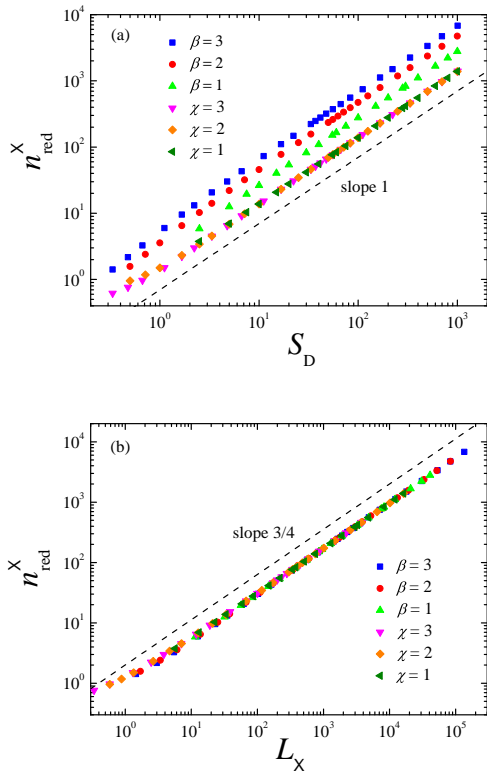 (a)
β = 3
β = 2
β = 1
χ = 3
χ = 2
χ = 1
slope 1
n^X_red
10^4
10^3
10^2
10^1
10^0
10^0 10^1 10^2 10^3
S_D
(b)
slope 3/4
β = 3
β = 2
β = 1
χ = 3
χ = 2
χ = 1
n^X_red
10^4
10^3
10^2
10^1
10^0
10^0 10^1 10^2 10^3 10^4 10^5
L_X